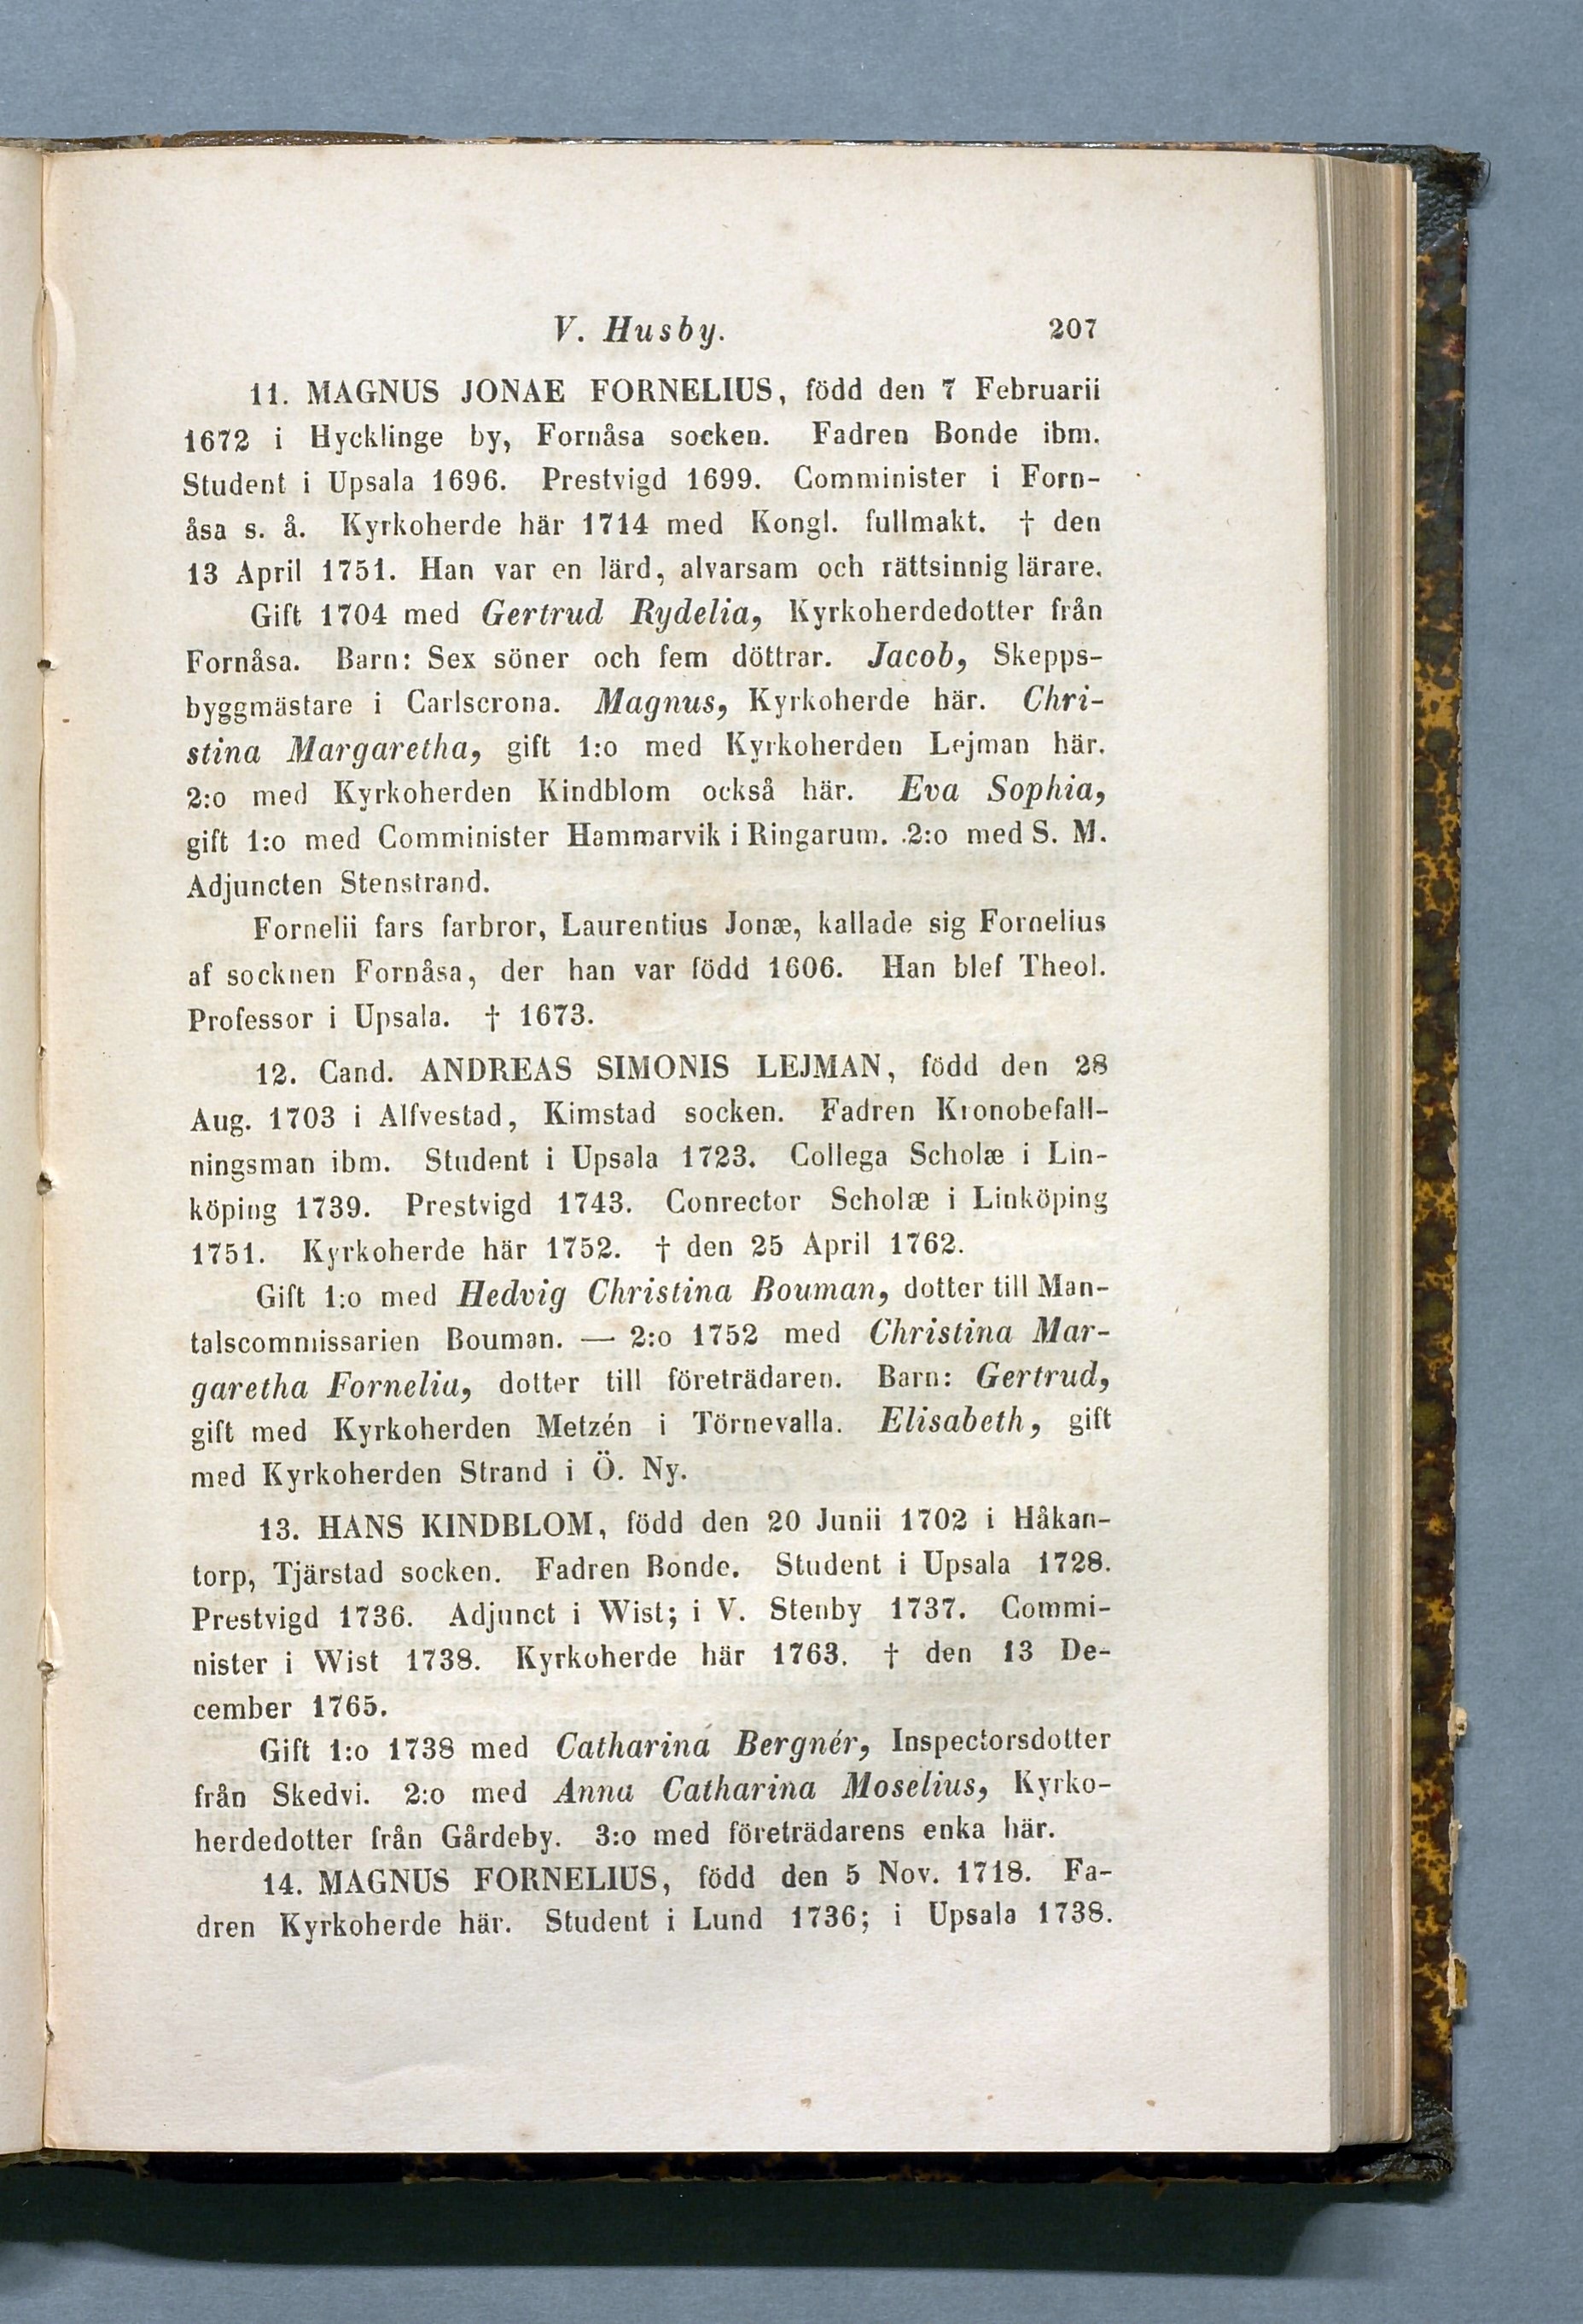 V. Husby. 207
11. MAGNUS JONAE FORNELIUS, född den 7 Februarii
1672 i Hycklinge by, Fornåsa socken. Fadren Bonde ibm.
Student i Upsala 1696. Prestvigd 1699. Comminister i Forn-
åsa s. å. Kyrkoherde här 1714 med Kongl. fullmakt. † den
13 April 1751. Han var en lärd, alvarsam och rättsinnig lärare.
Gift 1704 med Gertrud Rydelia, Kyrkoherdedotter från
Fornåsa. Barn: Sex söner och fem döttrar. Jacob, Skepps-
byggmästare i Carlscrona. Magnus, Kyrkoherde här. Chri-
stina Margaretha, gift 1:o med Kyrkoherden Lejman här.
2:o med Kyrkoherden Kindblom också här. Eva Sophia,
gift 1:o med Comminister Hammarvik i Ringarum. 2:o med S. M.
Adjuncten Stenstrand.
Fornelii fars farbror, Laurentius Jonæ, kallade sig Fornelius
af socknen Fornåsa, der han var född 1606. Han blef Theol.
Professor i Upsala. † 1673.
12. Cand. ANDREAS SIMONIS LEJMAN, född den 28
Aug. 1703 i Alfvestad, Kimstad socken. Fadren Kronobefall-
ningsman ibm. Student i Upsala 1723. Collega Scholæ i Lin-
köping 1739. Prestvigd 1743. Conrector Scholæ i Linköping
1751. Kyrkoherde här 1752. † den 25 April 1762.
Gift 1:o med Hedvig Christina Bouman, dotter till Man-
talscommissarien Bouman. — 2:o 1752 med Christina Mar-
garetha Fornelia, dotter till företrädaren. Barn: Gertrud,
gift med Kyrkoherden Metzén i Törnevalla. Elisabeth, gift
med Kyrkoherden Strand i Ö. Ny.
13. HANS KINDBLOM, född den 20 Junii 1702 i Håkan-
torp, Tjärstad socken. Fadren Bonde. Student i Upsala 1728.
Prestvigd 1736. Adjunct i Wist; i V. Stenby 1737. Commi-
nister i Wist 1738. Kyrkoherde här 1763. † den 13 De-
cember 1765.
Gift 1:o 1738 med Catharina Bergnér, Inspectorsdotter
från Skedvi. 2:o med Anna Catharina Moselius, Kyrko-
herdedotter från Gårdeby. 3:o med företrädarens enka här.
14. MAGNUS FORNELIUS, född den 5 Nov. 1718. Fa-
dren Kyrkoherde här. Student i Lund 1736; i Upsala 1738.